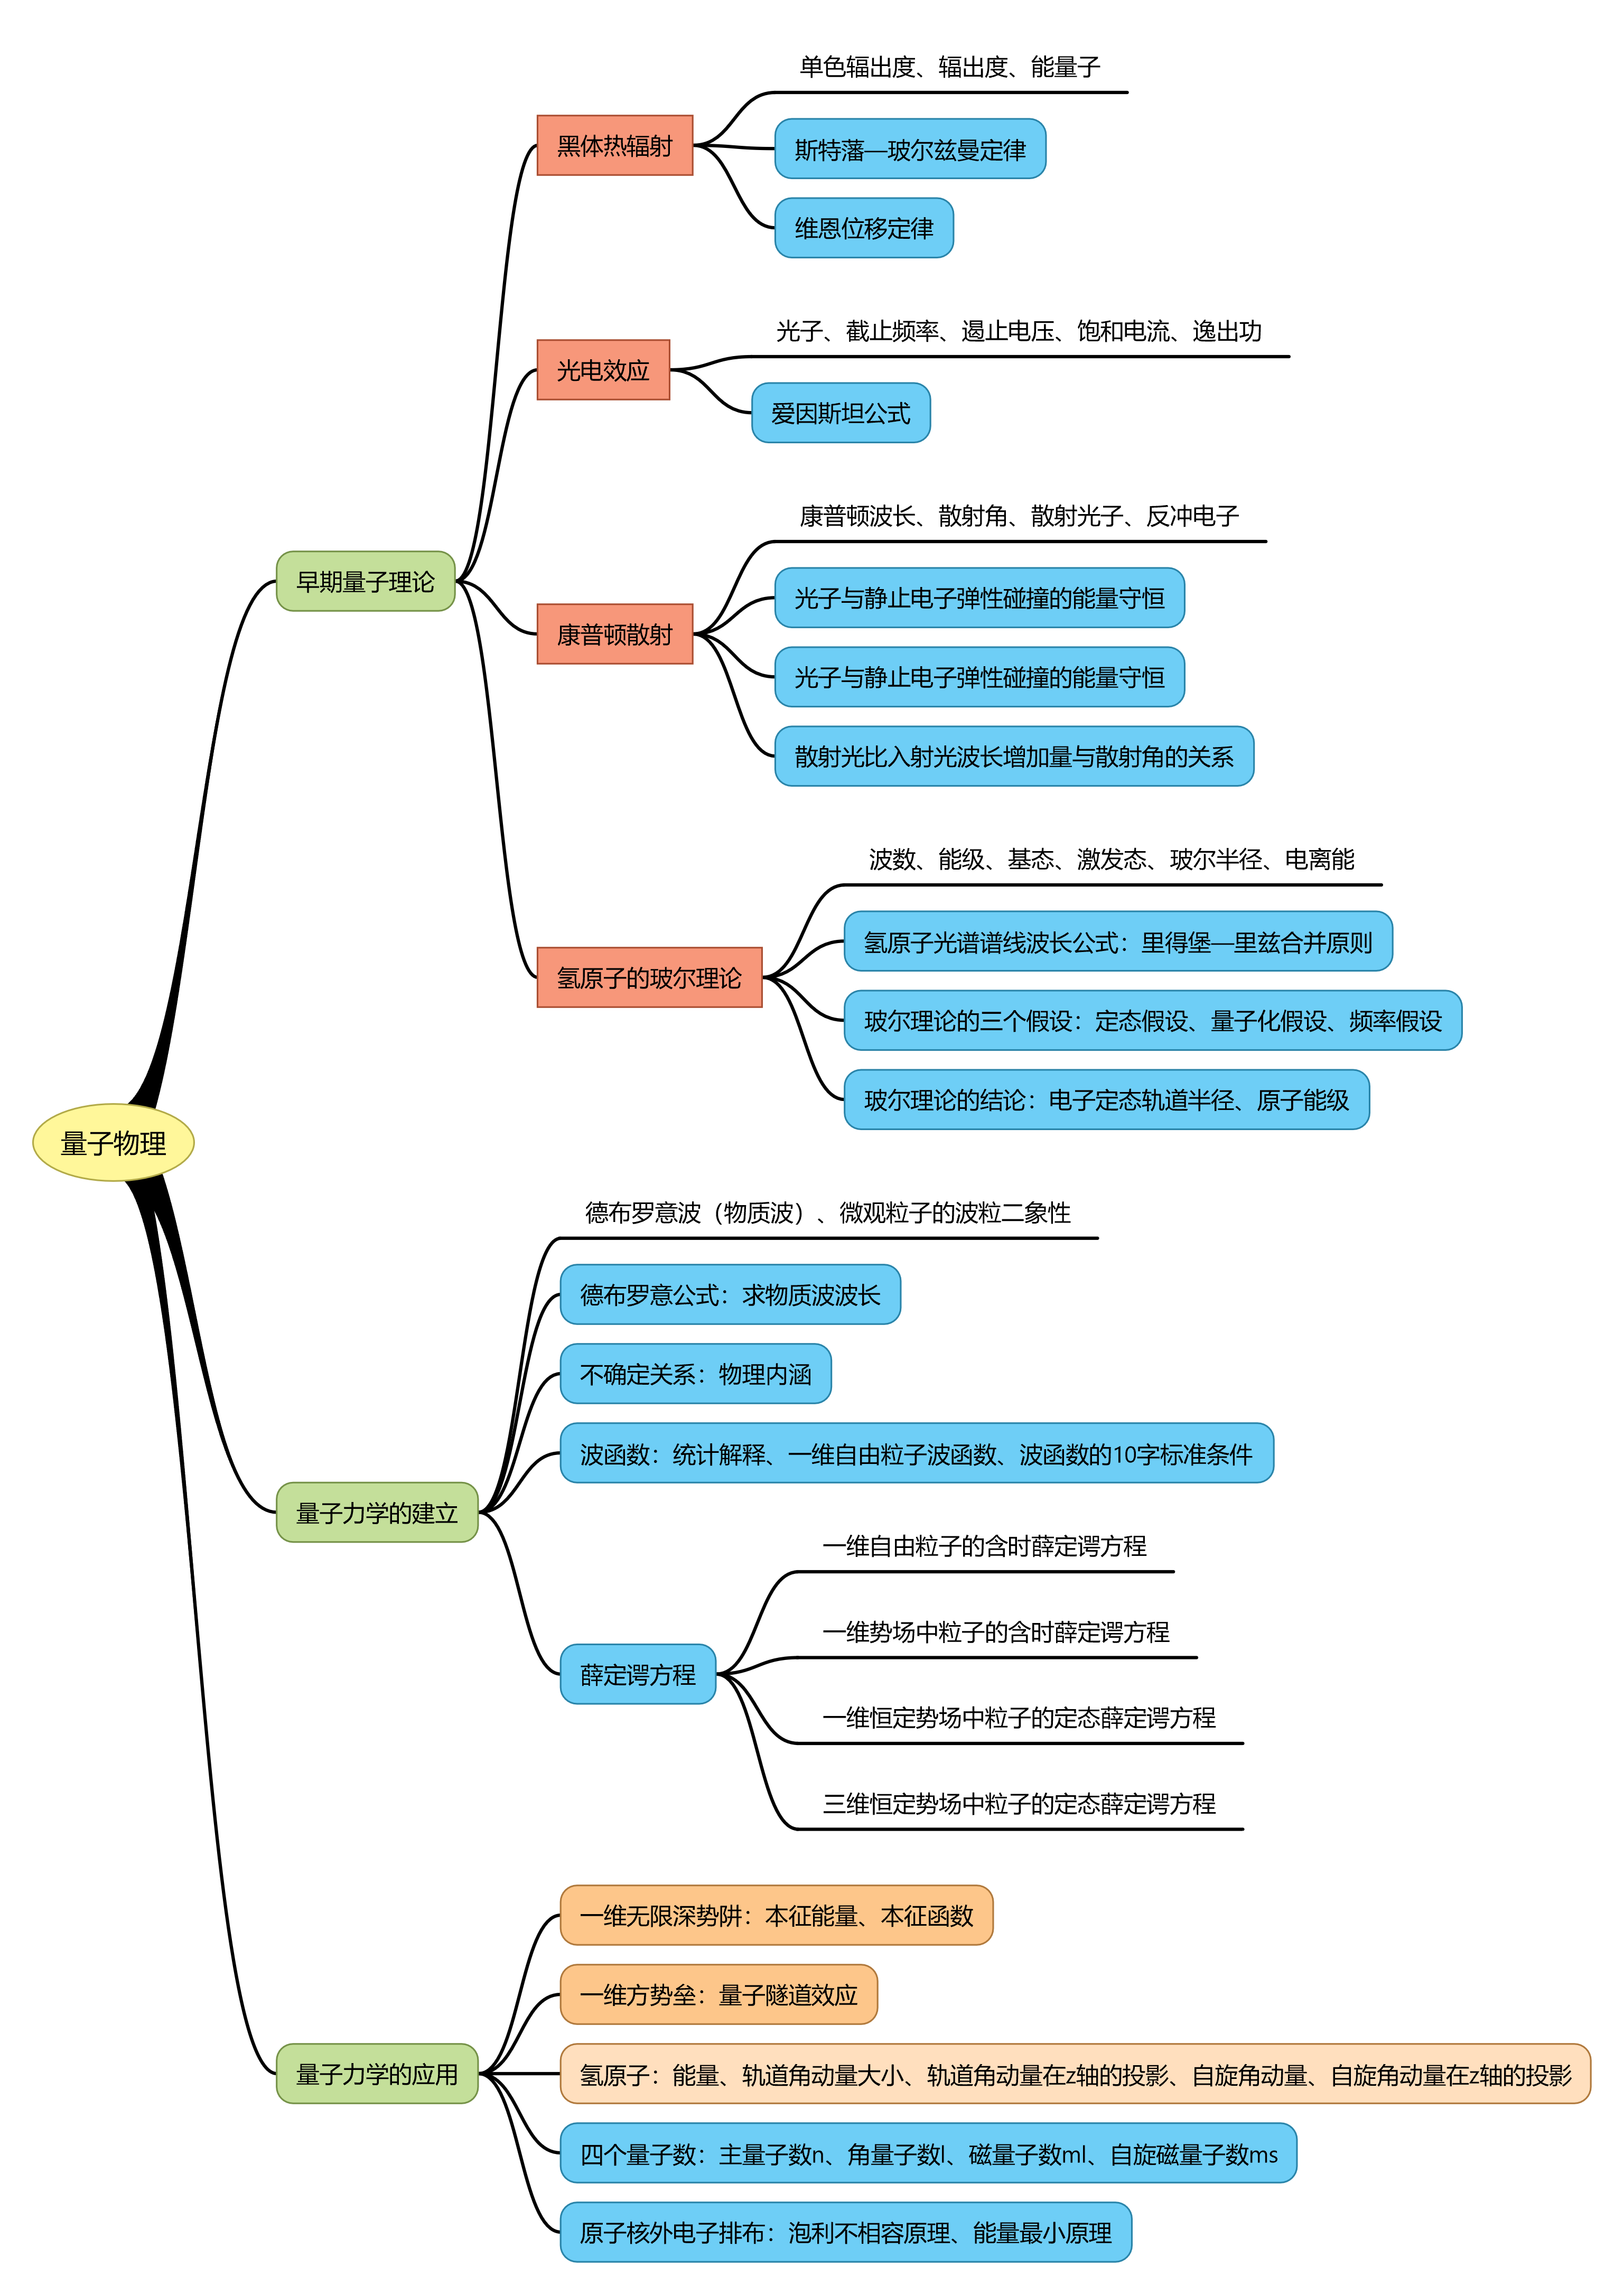 量子物理
早期量子理论
黑体热辐射
单色辐出度、辐出度、能量子
斯特藩—玻尔兹曼定律
维恩位移定律
光电效应
光子、截止频率、遏止电压、饱和电流、逸出功
爱因斯坦公式
康普顿散射
康普顿波长、散射角、散射光子、反冲电子
光子与静止电子弹性碰撞的能量守恒
光子与静止电子弹性碰撞的能量守恒
散射光比入射光波长增加量与散射角的关系
氢原子的玻尔理论
波数、能级、基态、激发态、玻尔半径、电离能
氢原子光谱谱线波长公式：里得堡—里兹合并原则
玻尔理论的三个假设：定态假设、量子化假设、频率假设
玻尔理论的结论：电子定态轨道半径、原子能级
量子力学的建立
德布罗意波（物质波）、微观粒子的波粒二象性
德布罗意公式：求物质波波长
不确定关系：物理内涵
波函数：统计解释、一维自由粒子波函数、波函数的10字标准条件
薛定谔方程
一维自由粒子的含时薛定谔方程
一维势场中粒子的含时薛定谔方程
一维恒定势场中粒子的定态薛定谔方程
三维恒定势场中粒子的定态薛定谔方程
量子力学的应用
一维无限深势阱：本征能量、本征函数
一维方势垒：量子隧道效应
氢原子：能量、轨道角动量大小、轨道角动量在z轴的投影、自旋角动量、自旋角动量在z轴的投影
四个量子数：主量子数n、角量子数l、磁量子数ml、自旋磁量子数ms
原子核外电子排布：泡利不相容原理、能量最小原理